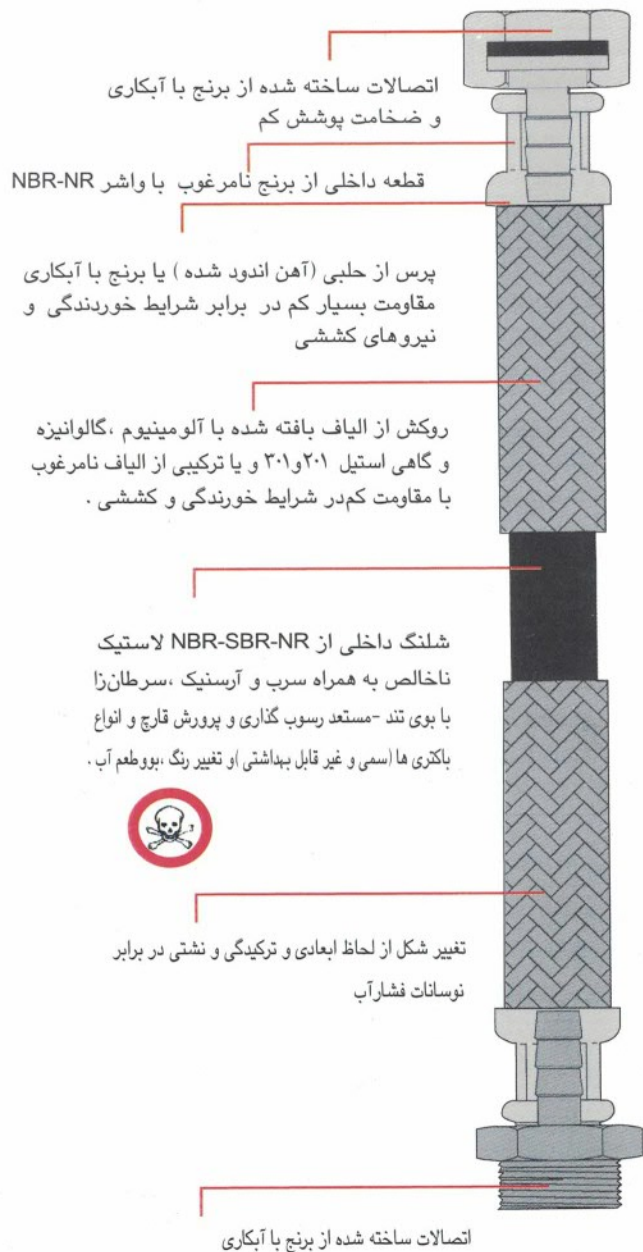 اتصالات ساخته شده از برنج با آبکاری
و ضخامت پوشش کم
قطعه داخلی از برنج نامرغوب با واشر NBR-NR
پرس از حلبی (آهن اندود شده ) یا برنج با آبکاری
مقاومت بسیار کم در برابر شرایط خوردندگی و
نیروهای کششی
روکش از الیاف بافته شده با آلومینیوم ،گالوانیزه
و گاهی استیل ۲۰۱و۳۰۱ و یا ترکیبی از الیاف نامرغوب
با مقاومت کم‌در شرایط خورندگی و کششی .
شلنگ داخلی از NBR-SBR-NR لاستیک
ناخالص به همراه سرب و آرسنیک ،سرطان‌زا
با بوی تند -مستعد رسوب گذاری و پرورش قارچ و انواع
باکتری ها (سمی و غیر قابل بهداشتی )و تغییر رنگ ،بووطعم آب .
تغییر شکل از لحاظ ابعادی و ترکیدگی و نشتی در برابر
نوسانات فشارآب
اتصالات ساخته شده از برنج با آبکاری